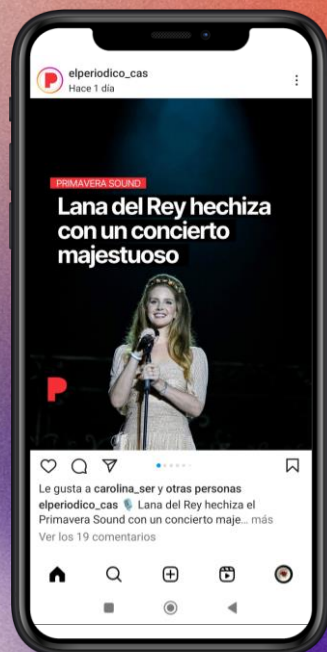 elperiodico_cas
Hace 1 día
PRIMAVERA SOUND
Lana del Rey hechiza
con un concierto
majestuoso
Le gusta a carolina_ser y otras personas
elperiodico_cas 🎙️ Lana del Rey hechiza el
Primavera Sound con un concierto maje... más
Ver los 19 comentarios